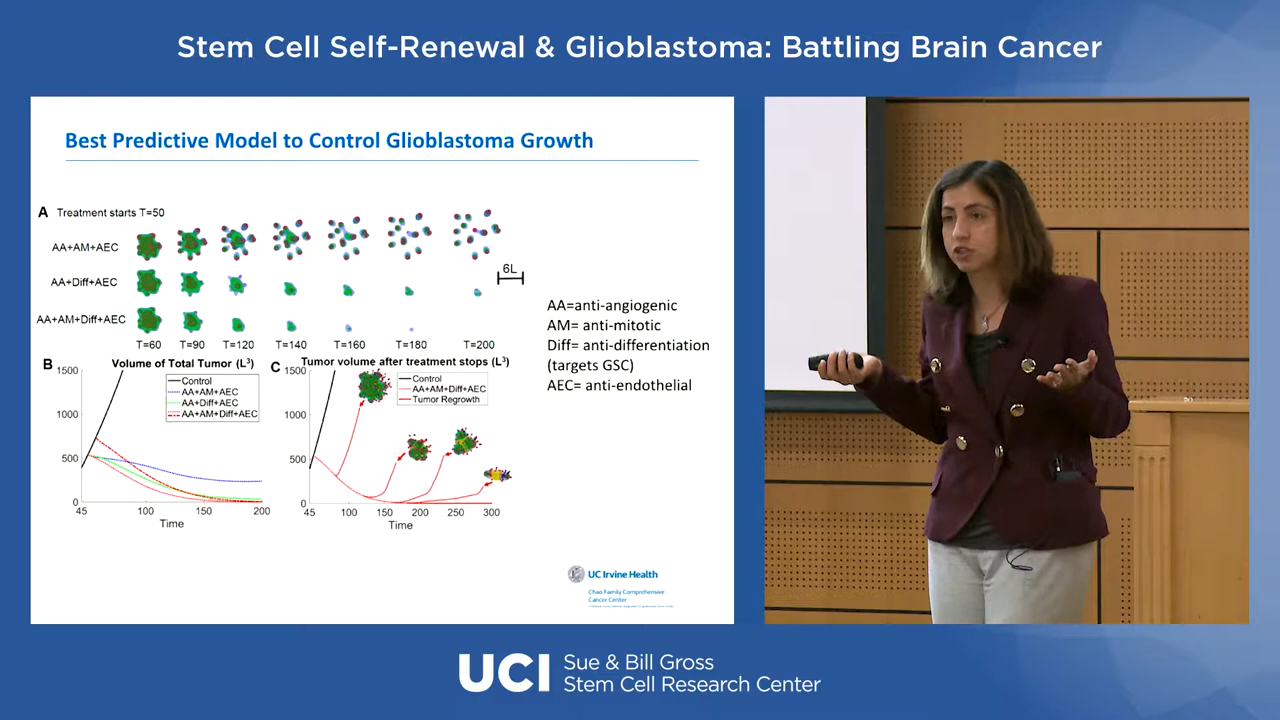 Stem Cell Self-Renewal & Glioblastoma: Battling Brain Cancer
Best Predictive Model to Control Glioblastoma Growth
A
Treatment starts T=50
AA+AM+AEC
AA+Diff+AEC
AA+AM+Diff+AEC
6L
T=60 T=90 T=120 T=140 T=160 T=180 T=200
AA=anti-angiogenic
AM= anti-mitotic
Diff= anti-differentiation
(targets GSC)
AEC= anti-endothelial
B
Volume of Total Tumor (L³)
1500
1000
500
0
Control
AA+AM+AEC
AA+Diff+AEC
AA+AM+Diff+AEC
45 100 150 200
Time
C
Tumor volume after treatment stops (L³)
1500
1000
500
0
Control
AA+AM+Diff+AEC
Tumor Regrowth
45 100 150 200 250 300
Time
UC Irvine Health
Chao Family Comprehensive
Cancer Center
UCI
Sue & Bill Gross
Stem Cell Research Center